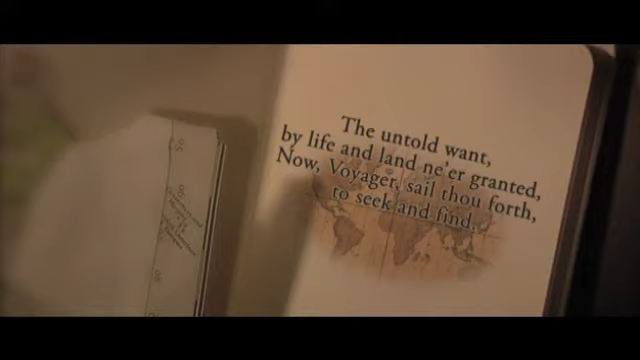 The untold want,
by life and land ne'er granted,
Now, Voyager, sail thou forth,
to seek and find.